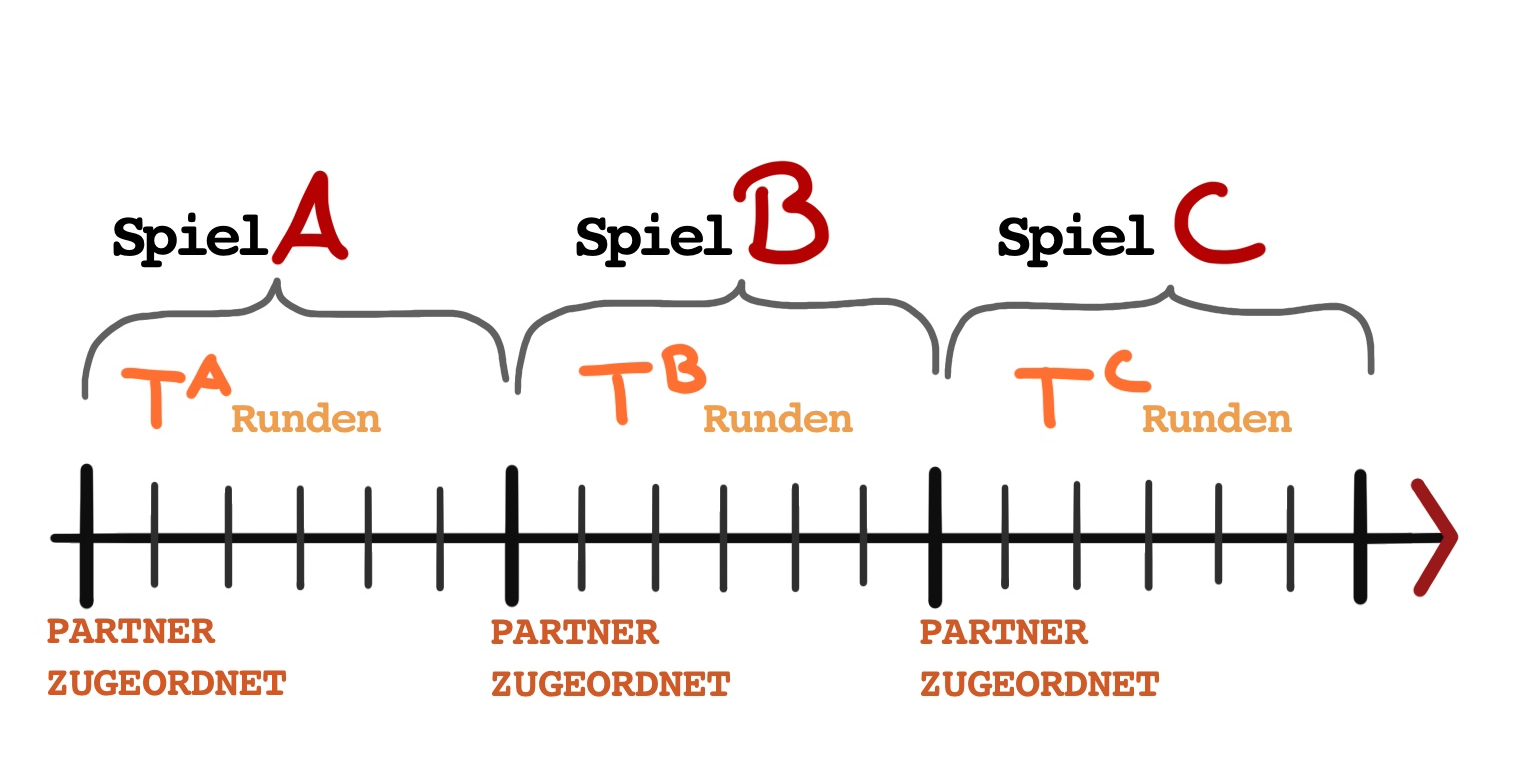 Spiel A
Spiel B
Spiel C
T^A Runden
T^B Runden
T^C Runden
PARTNER
ZUGEORDNET
PARTNER
ZUGEORDNET
PARTNER
ZUGEORDNET